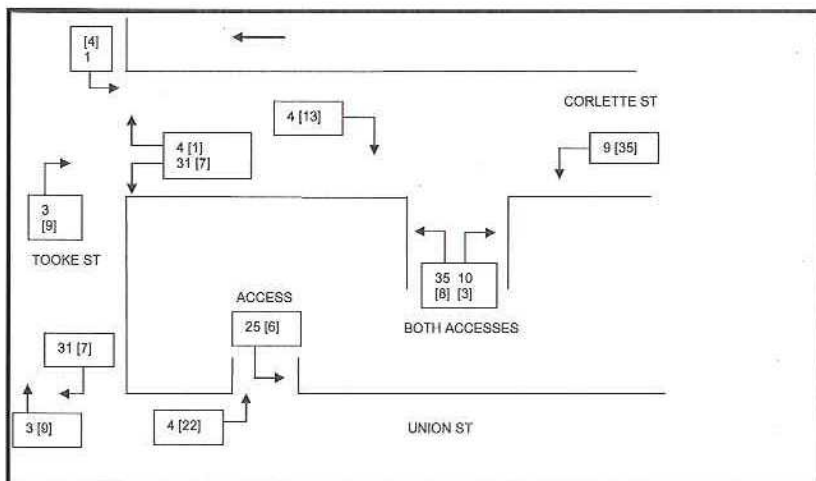 [4]
1
CORLETTE ST
4 [13]
4 [1]
31 [7]
9 [35]
3
[9]
TOOKE ST
35 10
[8] [3]
BOTH ACCESSES
ACCESS
25 [6]
31 [7]
3 [9]
4 [22]
UNION ST